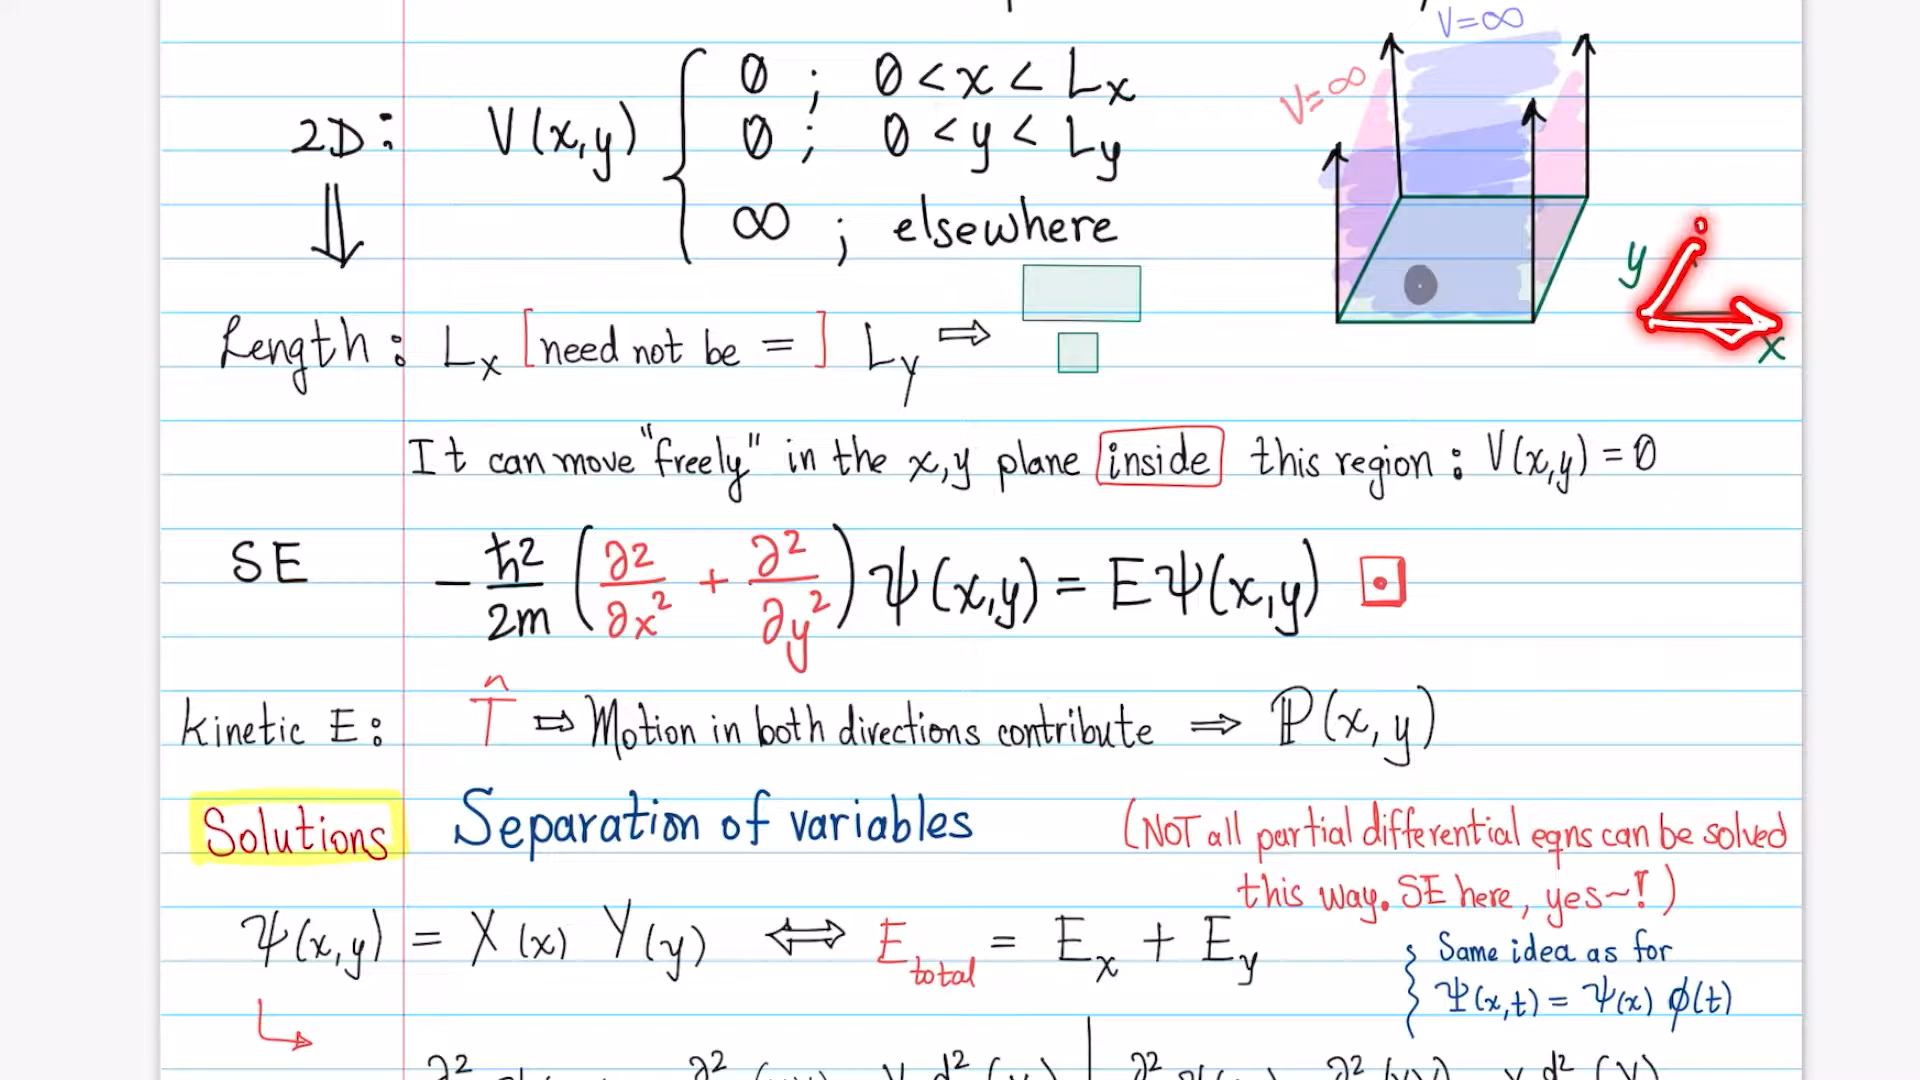 V=∞
V=∞
2D: V(x,y) { 0 ; 0 < x < Lx
0 ; 0 < y < Ly
∞ ; elsewhere
y
x
Length: Lx [need not be =] Ly ⇨
It can move "freely" in the x,y plane inside this region: V(x,y) = 0
SE -ħ²/2m (∂²/∂x² + ∂²/∂y²) ψ(x,y) = Eψ(x,y)
Kinetic E: T̂ ⇨ Motion in both directions contribute ⇒ ℙ(x,y)
Solutions Separation of variables (NOT all partial differential eqns can be solved
this way. SE here, yes~!)
ψ(x,y) = X(x) Y(y) ⇔ E total = Ex + Ey
{ Same idea as for
Ψ(x,t) = ψ(x) ϕ(t)